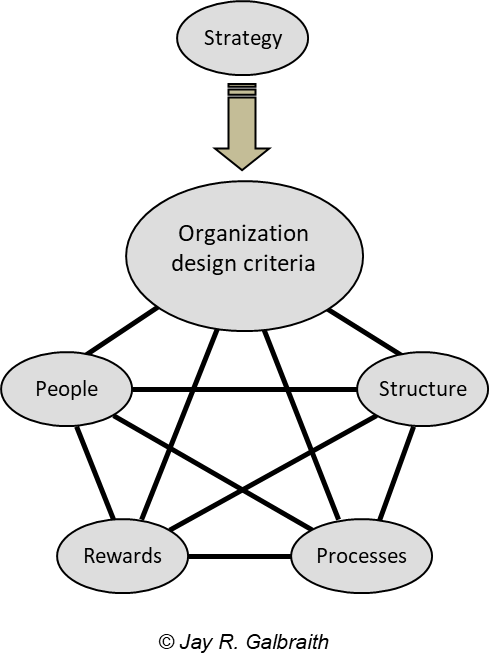 Strategy
Organization
design criteria
People
Structure
Rewards
Processes
© Jay R. Galbraith